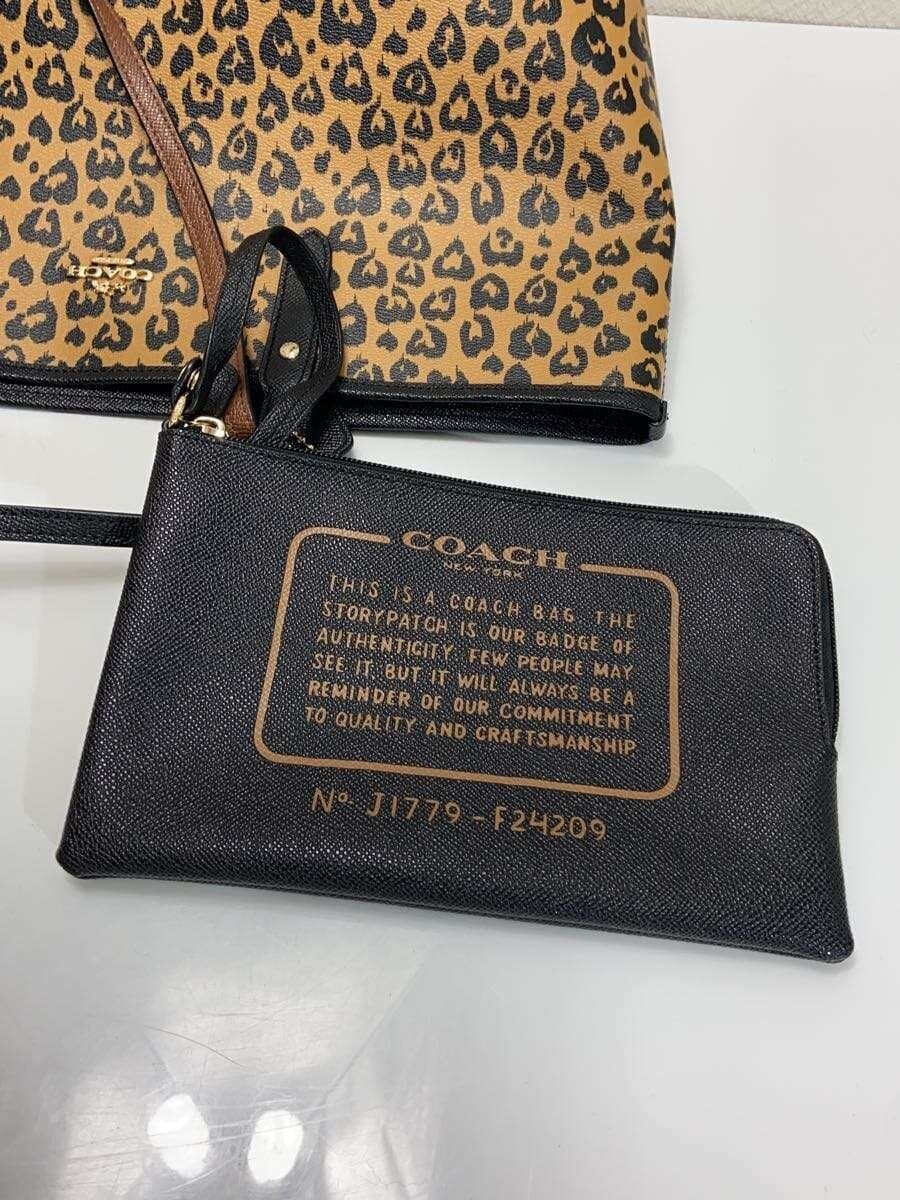 COACH
COACH
NEW YORK
THIS IS A COACH BAG. THE
STORYPATCH IS OUR BADGE OF
AUTHENTICITY. FEW PEOPLE MAY
SEE IT, BUT IT WILL ALWAYS BE A
REMINDER OF OUR COMMITMENT
TO QUALITY AND CRAFTSMANSHIP
No. J1779 - F24209